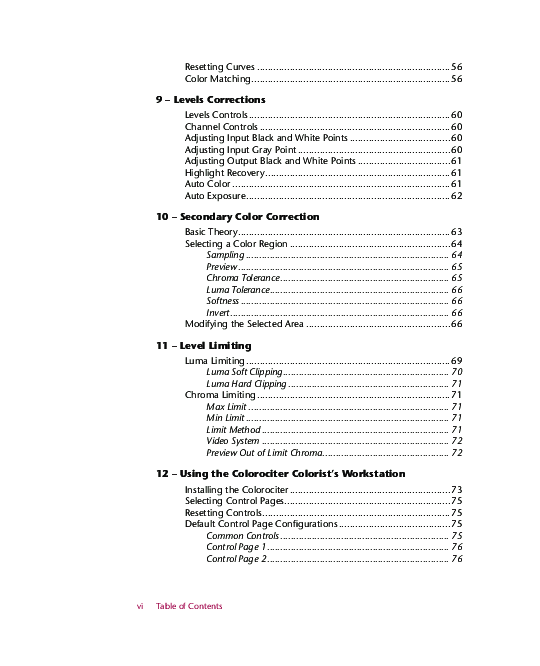 Resetting Curves ........................................................................ 56
Color Matching........................................................................... 56
9 – Levels Corrections
Levels Controls ........................................................................... 60
Channel Controls ....................................................................... 60
Adjusting Input Black and White Points ...................................... 60
Adjusting Input Gray Point ......................................................... 60
Adjusting Output Black and White Points ................................... 61
Highlight Recovery...................................................................... 61
Auto Color .................................................................................. 61
Auto Exposure............................................................................. 62
10 – Secondary Color Correction
Basic Theory................................................................................ 63
Selecting a Color Region ............................................................ 64
Sampling ............................................................................ 64
Preview............................................................................... 65
Chroma Tolerance............................................................... 65
Luma Tolerance................................................................... 66
Softness .............................................................................. 66
Invert.................................................................................. 66
Modifying the Selected Area ...................................................... 66
11 – Level Limiting
Luma Limiting ............................................................................ 69
Luma Soft Clipping.............................................................. 70
Luma Hard Clipping ............................................................ 71
Chroma Limiting......................................................................... 71
Max Limit ........................................................................... 71
Min Limit ............................................................................ 71
Limit Method ...................................................................... 71
Video System ...................................................................... 72
Preview Out of Limit Chroma............................................... 72
12 – Using the Colorociter Colorist’s Workstation
Installing the Colorociter ............................................................ 73
Selecting Control Pages.............................................................. 75
Resetting Controls....................................................................... 75
Default Control Page Configurations .......................................... 75
Common Controls ............................................................... 75
Control Page 1 .................................................................... 76
Control Page 2 .................................................................... 76
vi Table of Contents